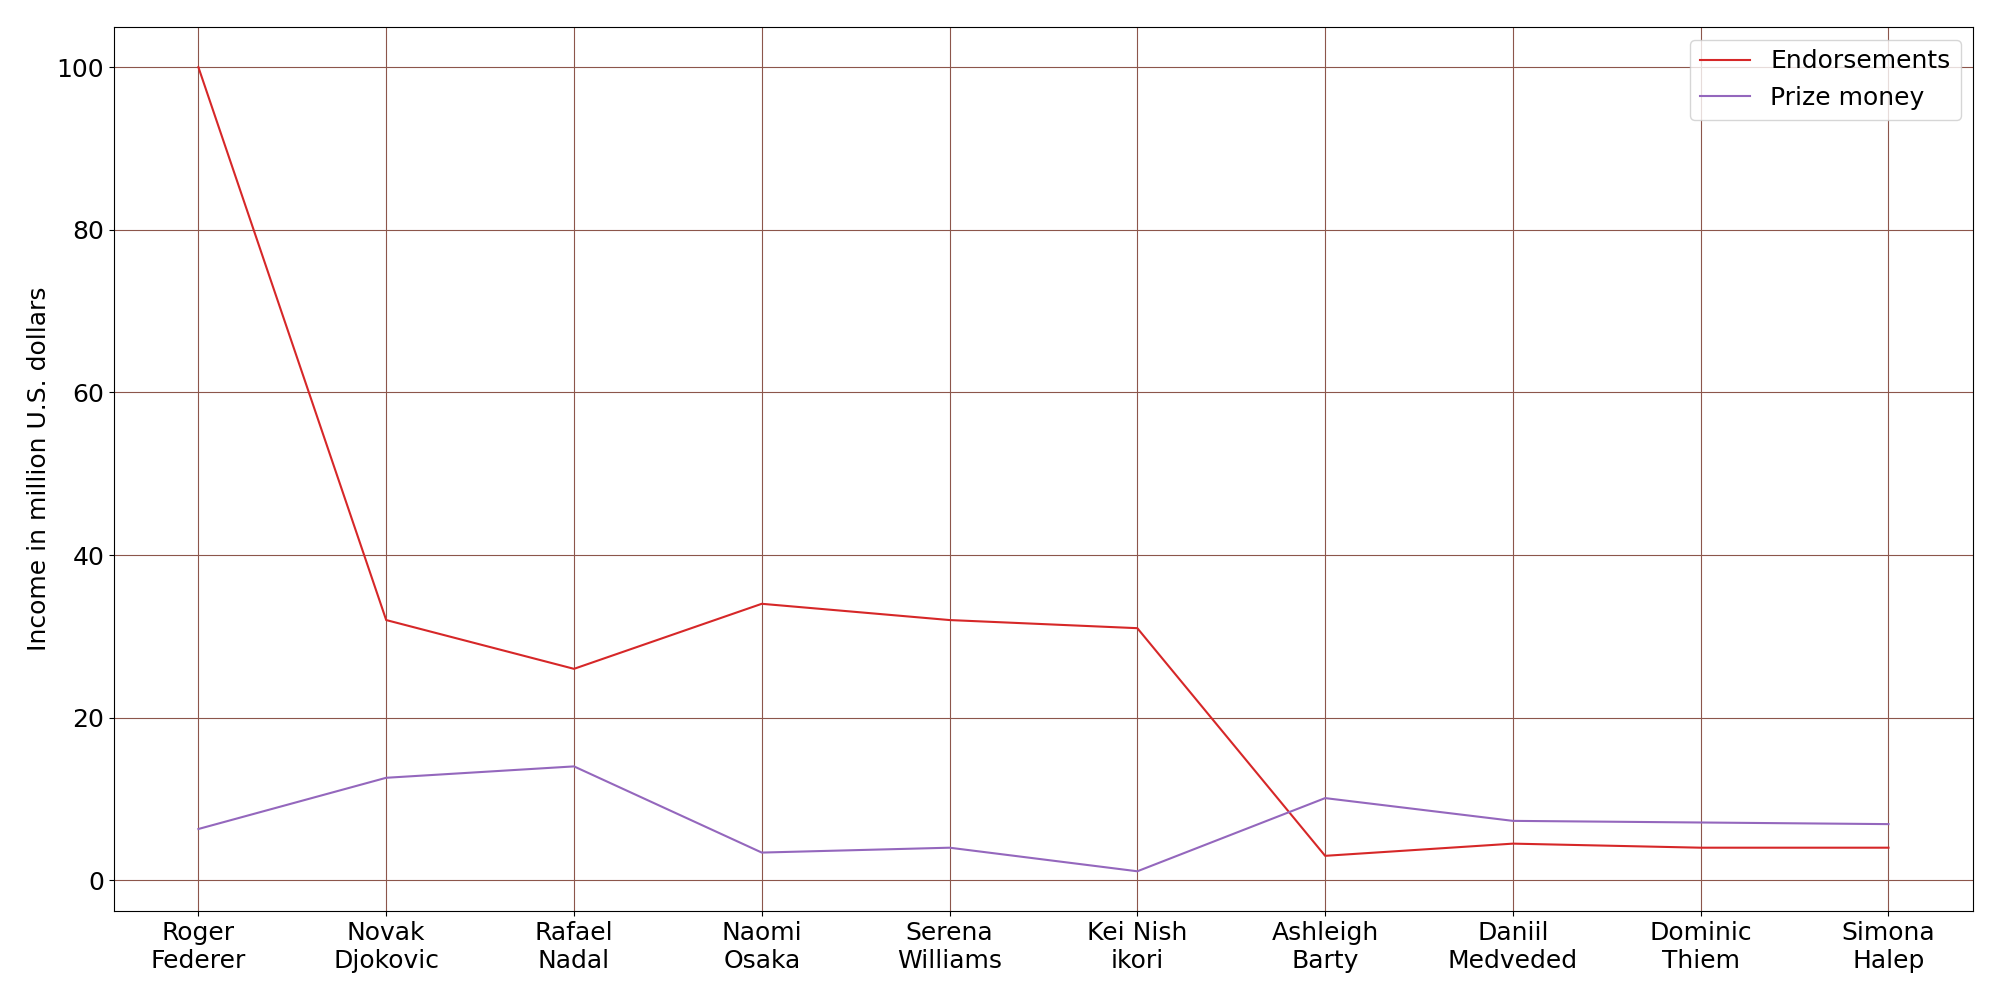 Endorsements
Prize money
Income in million U.S. dollars
100
80
60
40
20
0
Roger Federer
Novak Djokovic
Rafael Nadal
Naomi Osaka
Serena Williams
Kei Nish ikori
Ashleigh Barty
Daniil Medveded
Dominic Thiem
Simona Halep